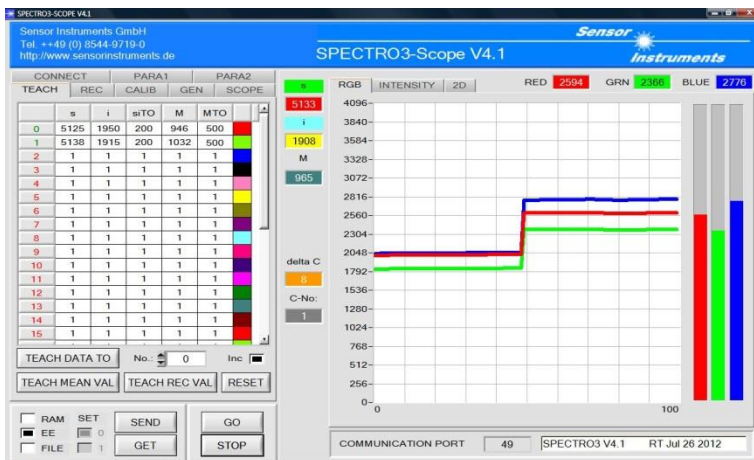 SPECTRO3-SCOPE V4.1
Sensor Instruments GmbH
Tel. ++49 (0) 8544-9719-0
http://www.sensorinstruments.de
SPECTRO3-Scope V4.1
Sensor
Instruments
CONNECT PARA1 PARA2
TEACH REC CALIB GEN SCOPE
s i siTO M MTO
0 5125 1950 200 946 500
1 5138 1915 200 1032 500
2 1 1 1 1 1
3 1 1 1 1 1
4 1 1 1 1 1
5 1 1 1 1 1
6 1 1 1 1 1
7 1 1 1 1 1
8 1 1 1 1 1
9 1 1 1 1 1
10 1 1 1 1 1
11 1 1 1 1 1
12 1 1 1 1 1
13 1 1 1 1 1
14 1 1 1 1 1
15 1 1 1 1 1
TEACH DATA TO No.: 0 Inc
TEACH MEAN VAL TEACH REC VAL RESET
RAM SET
EE 0
FILE 1
SEND GO
GET STOP
s
5133
i
1908
M
965
delta C
8
C-No:
1
RGB INTENSITY 2D RED 2594 GRN 2366 BLUE 2776
4096
3840
3584
3328
3072
2816
2560
2304
2048
1792
1536
1280
1024
768
512
256
0
0 100
COMMUNICATION PORT 49 SPECTRO3 V4.1 RT Jul 26 2012